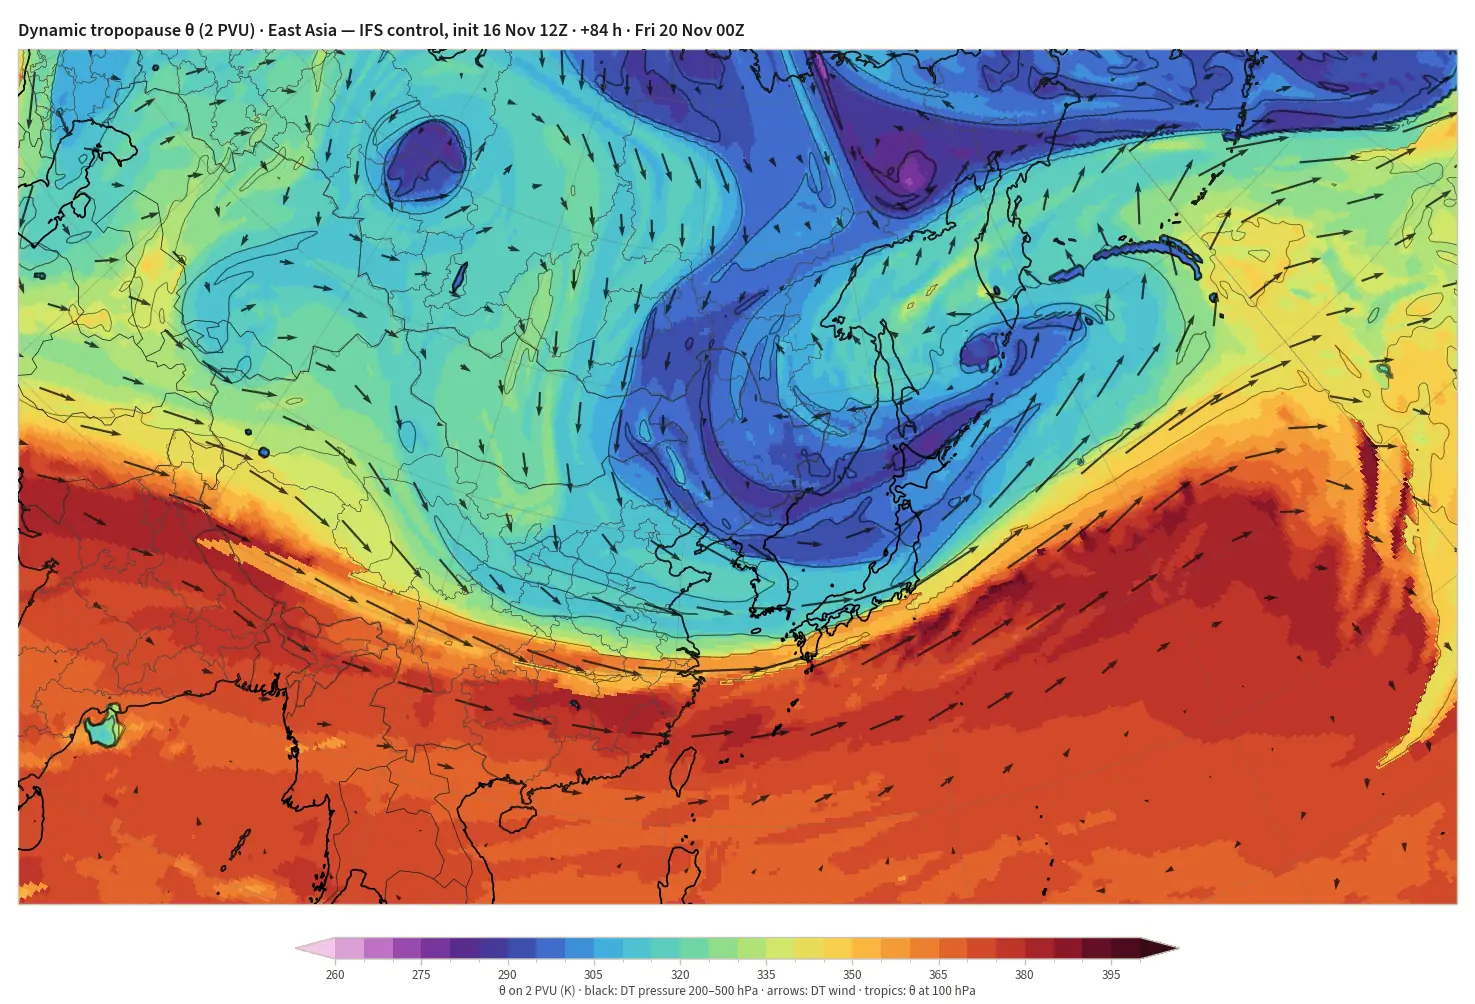 Dynamic tropopause θ (2 PVU) · East Asia — IFS control, init 16 Nov 12Z · +84 h · Fri 20 Nov 00Z
260 275 290 305 320 335 350 365 380 395
θ on 2 PVU (K) · black: DT pressure 200–500 hPa · arrows: DT wind · tropics: θ at 100 hPa